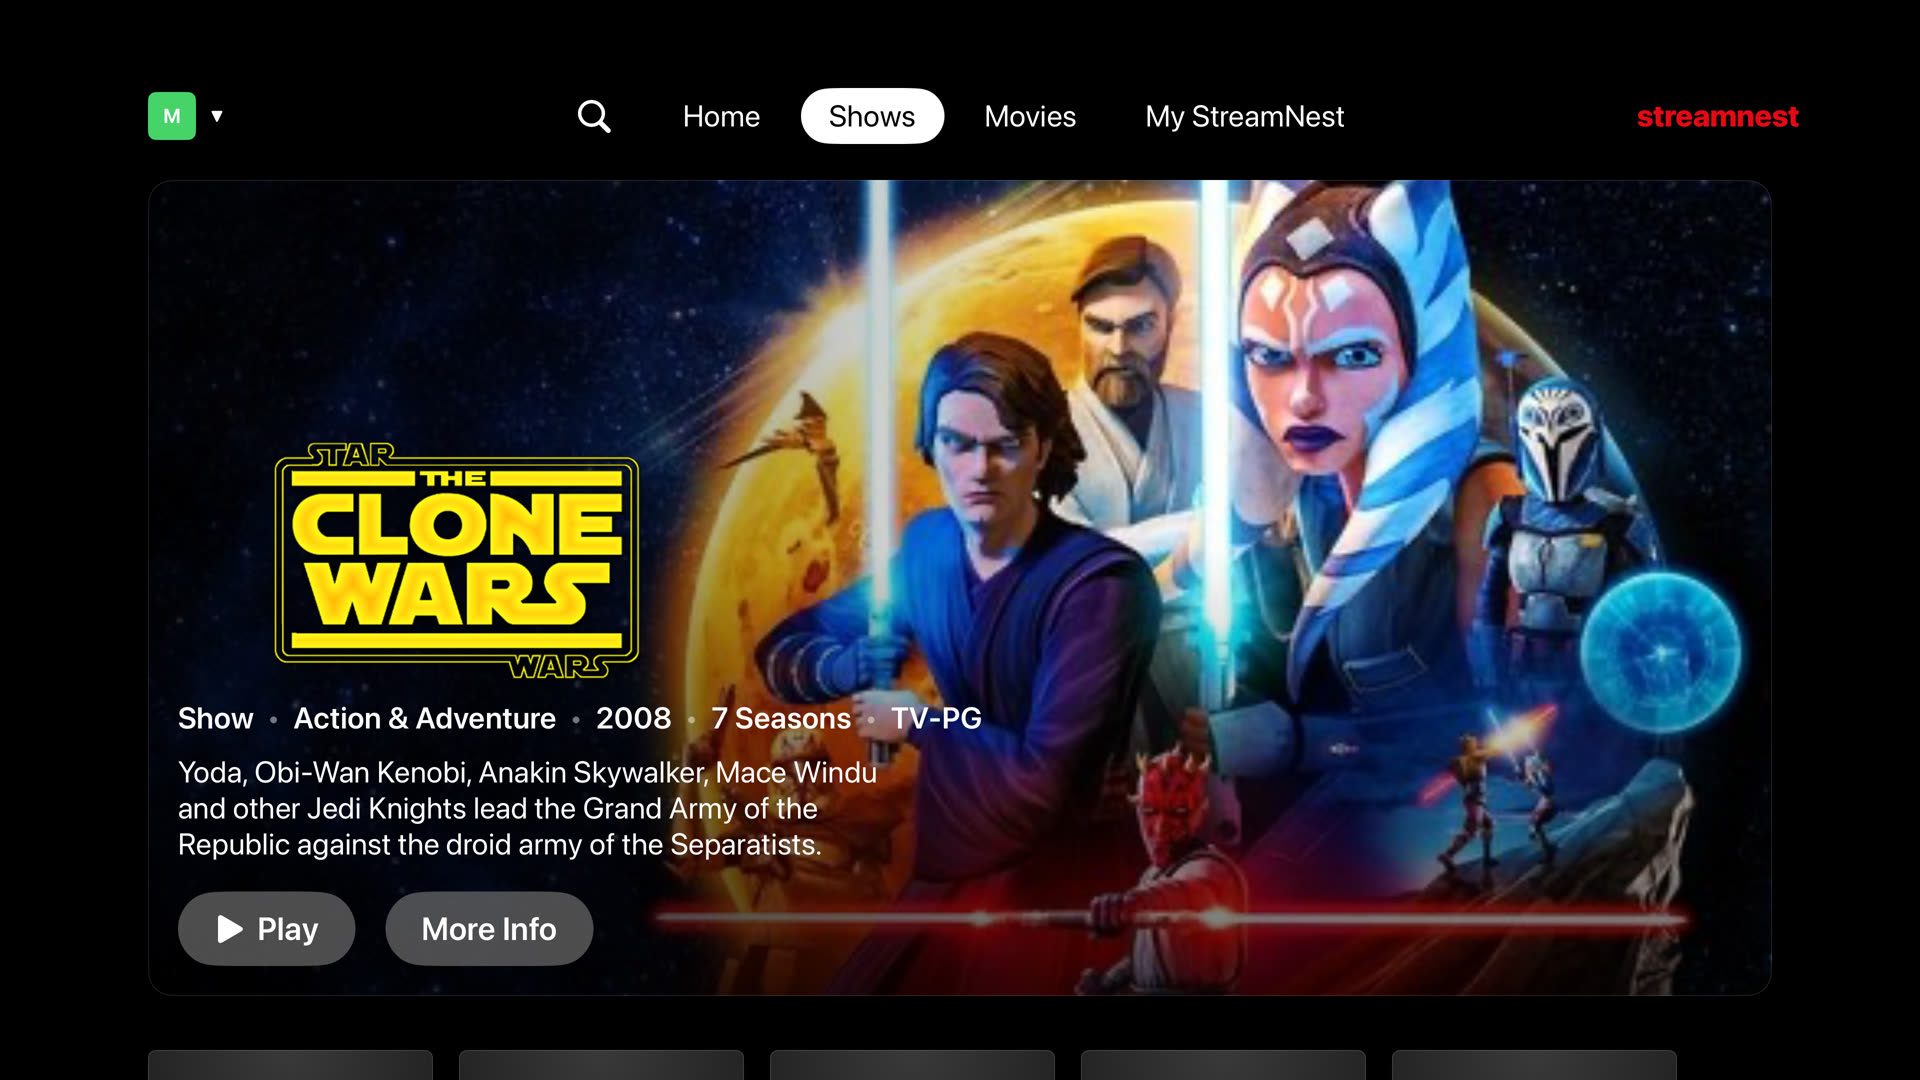 M
Home
Shows
Movies
My StreamNest
streamnest
STAR
THE
CLONE
WARS
WARS
Show • Action & Adventure • 2008 • 7 Seasons • TV-PG
Yoda, Obi-Wan Kenobi, Anakin Skywalker, Mace Windu
and other Jedi Knights lead the Grand Army of the
Republic against the droid army of the Separatists.
Play
More Info